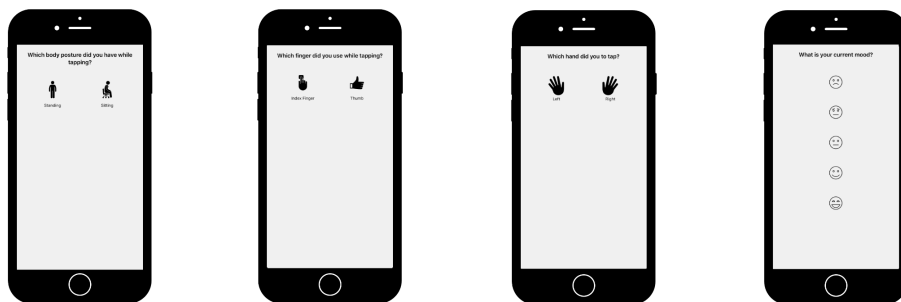 Which body posture did you have while
tapping?
Standing
Sitting
Which finger did you use while tapping?
Index Finger
Thumb
Which hand did you to tap?
Left
Right
What is your current mood?